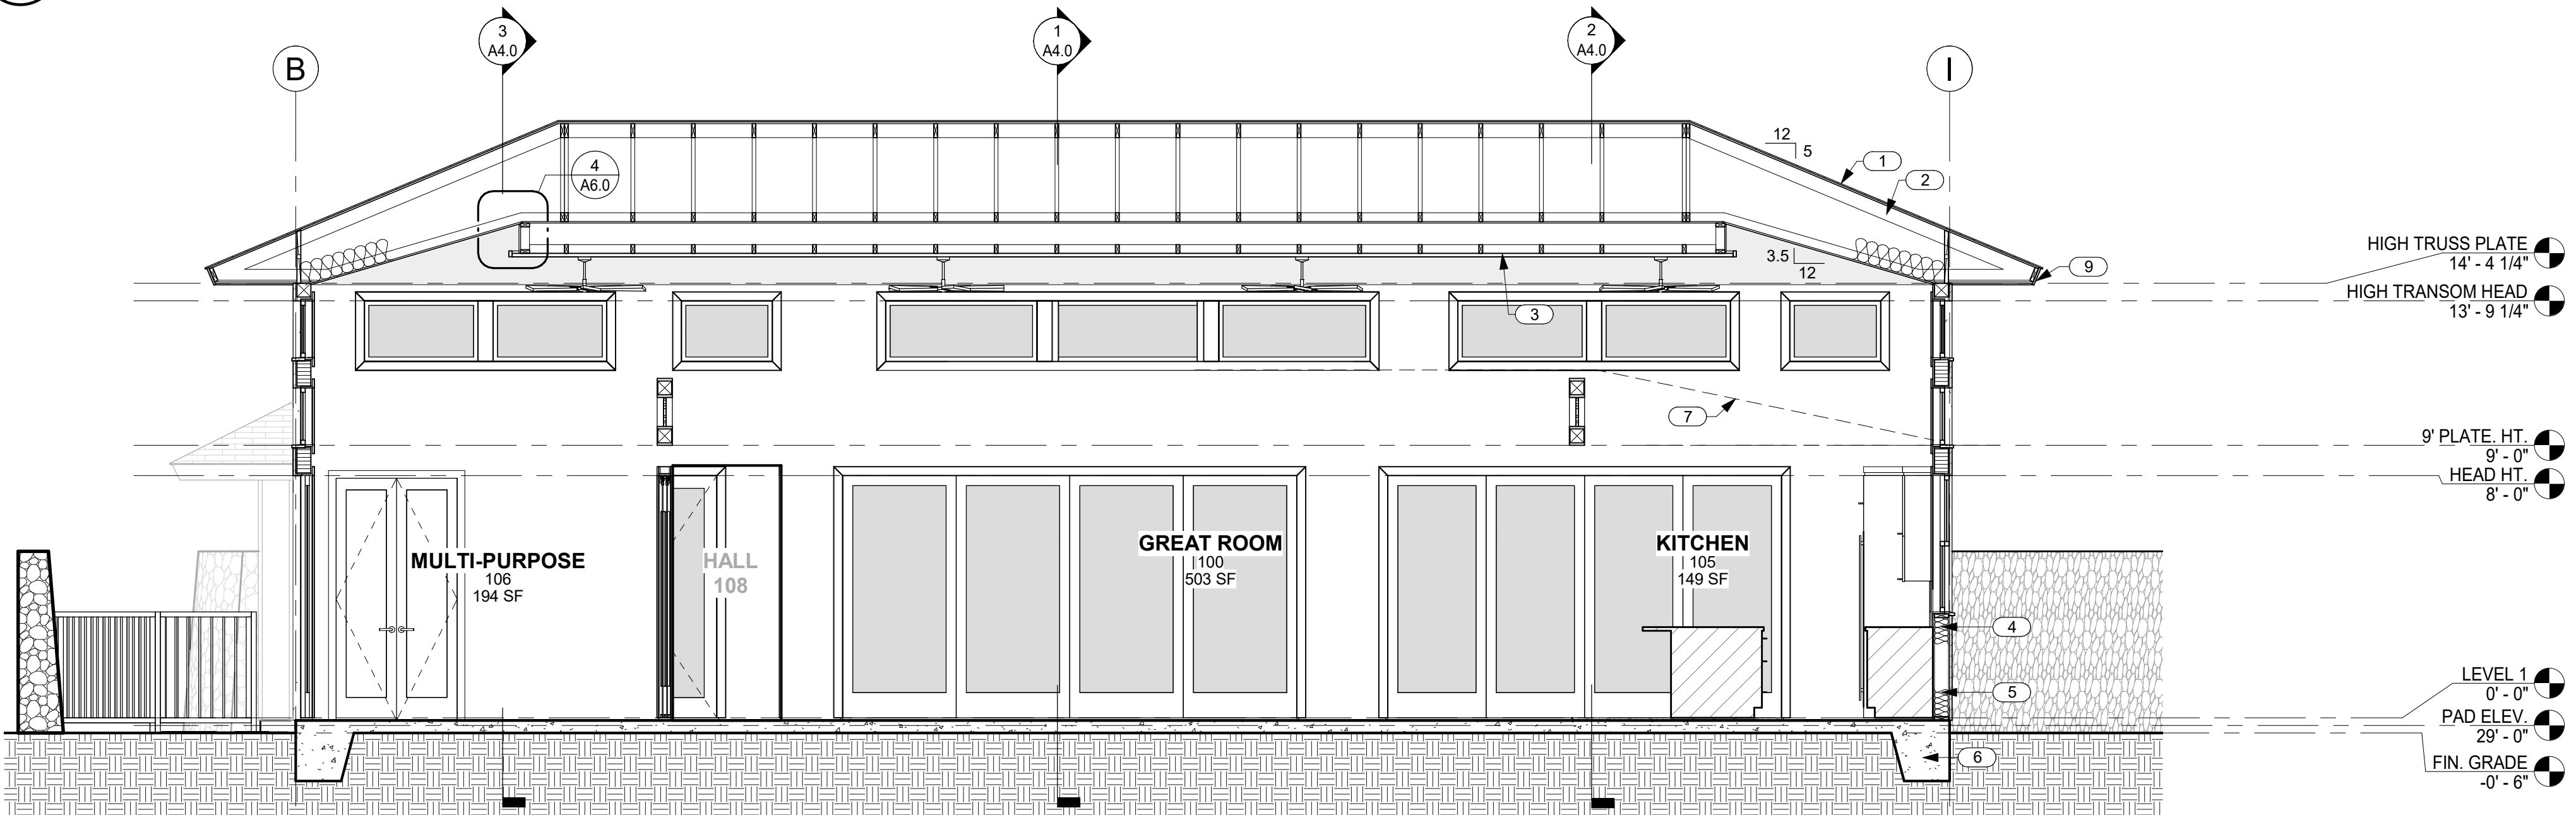 3
A4.0
1
A4.0
2
A4.0
B
I
12
5
1
2
4
A6.0
3.5
12
9
3
7
HIGH TRUSS PLATE
14' - 4 1/4"
HIGH TRANSOM HEAD
13' - 9 1/4"
9' PLATE. HT.
9' - 0"
HEAD HT.
8' - 0"
MULTI-PURPOSE
106
194 SF
HALL
108
GREAT ROOM
100
503 SF
KITCHEN
105
149 SF
4
5
6
LEVEL 1
0' - 0"
PAD ELEV.
29' - 0"
FIN. GRADE
-0' - 6"